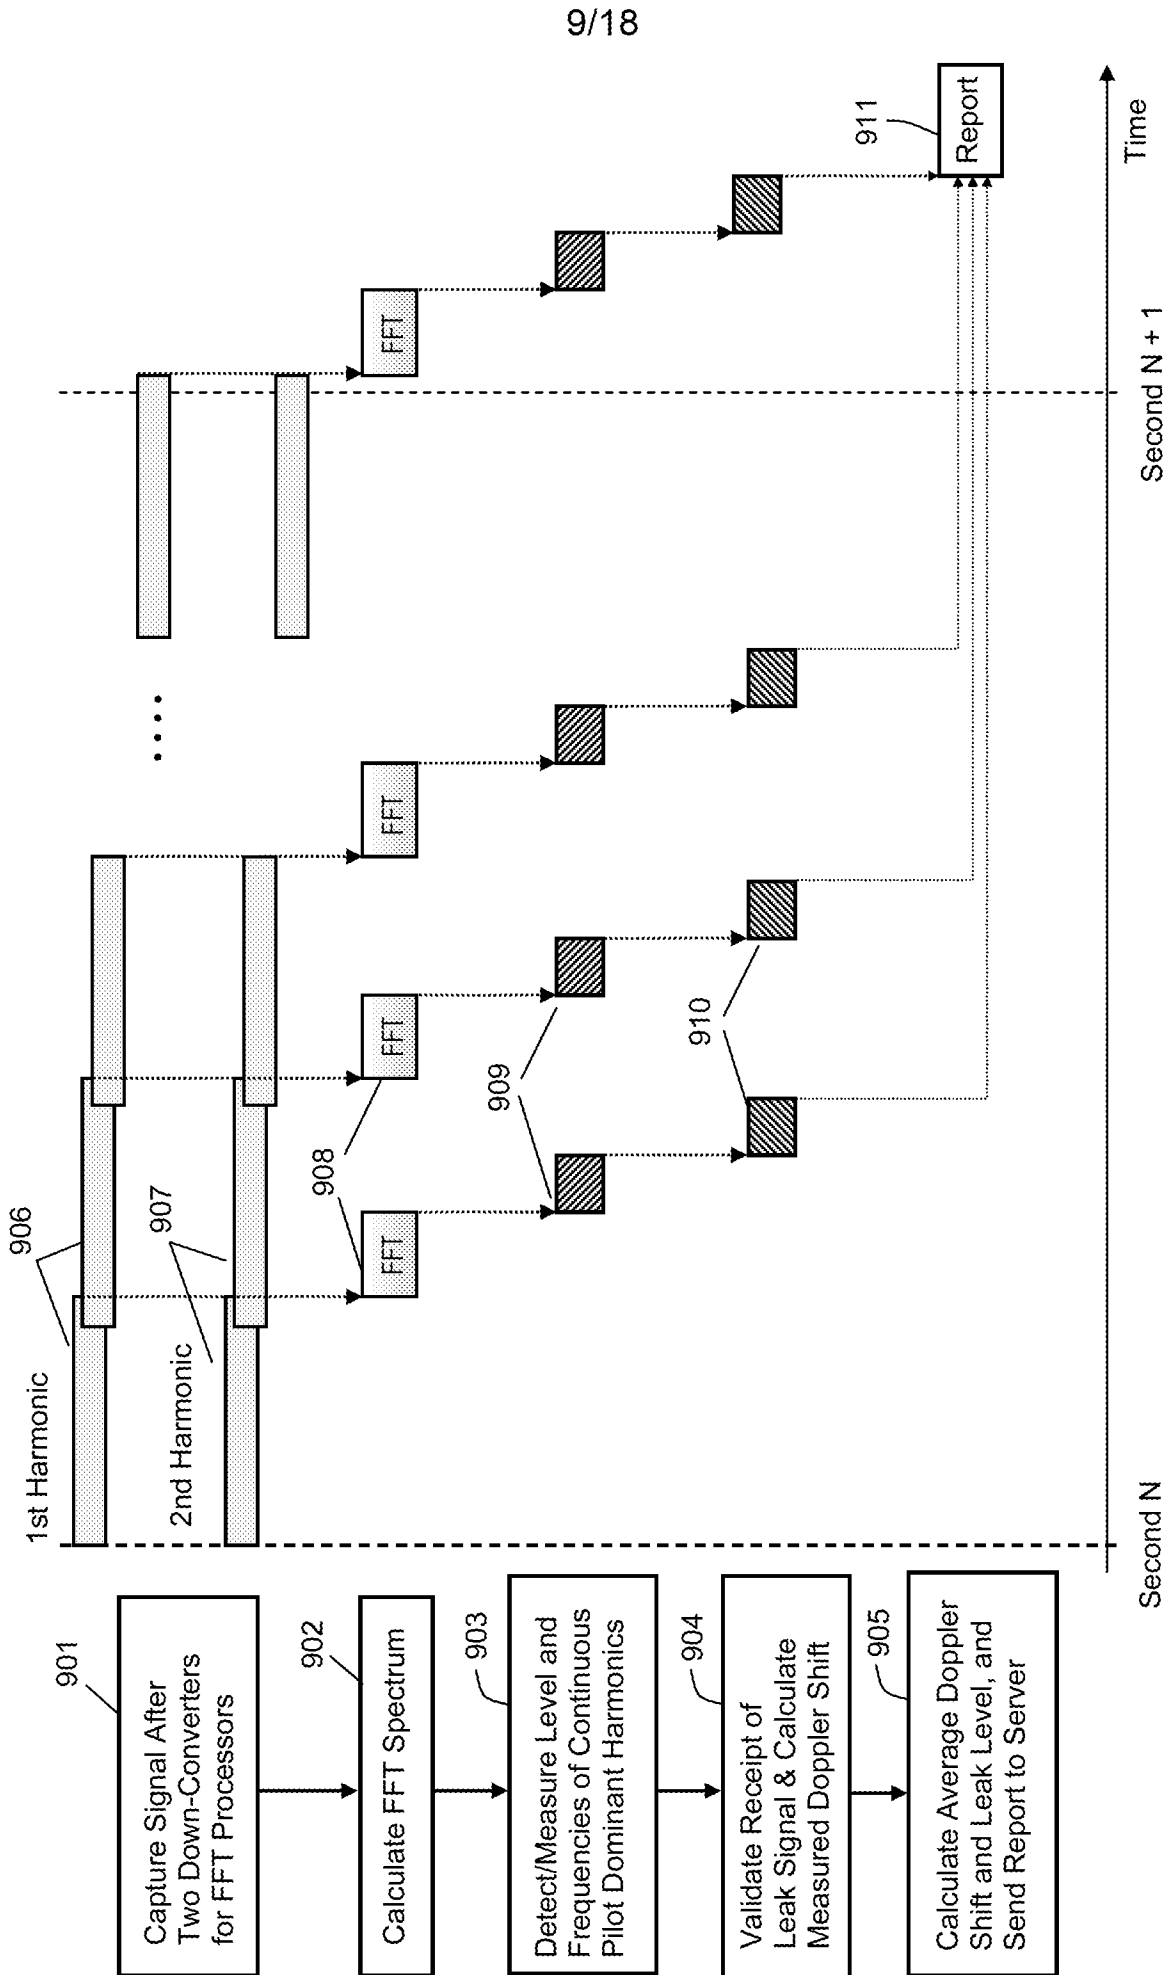 9/18
901
Capture Signal After
Two Down-Converters
for FFT Processors
902
Calculate FFT Spectrum
903
Detect/Measure Level and
Frequencies of Continuous
Pilot Dominant Harmonics
904
Validate Receipt of
Leak Signal & Calculate
Measured Doppler Shift
905
Calculate Average Doppler
Shift and Leak Level, and
Send Report to Server
1st Harmonic
906
2nd Harmonic
907
....
908
FFT
FFT
FFT
FFT
909
910
911
Report
Second N
Second N + 1
Time